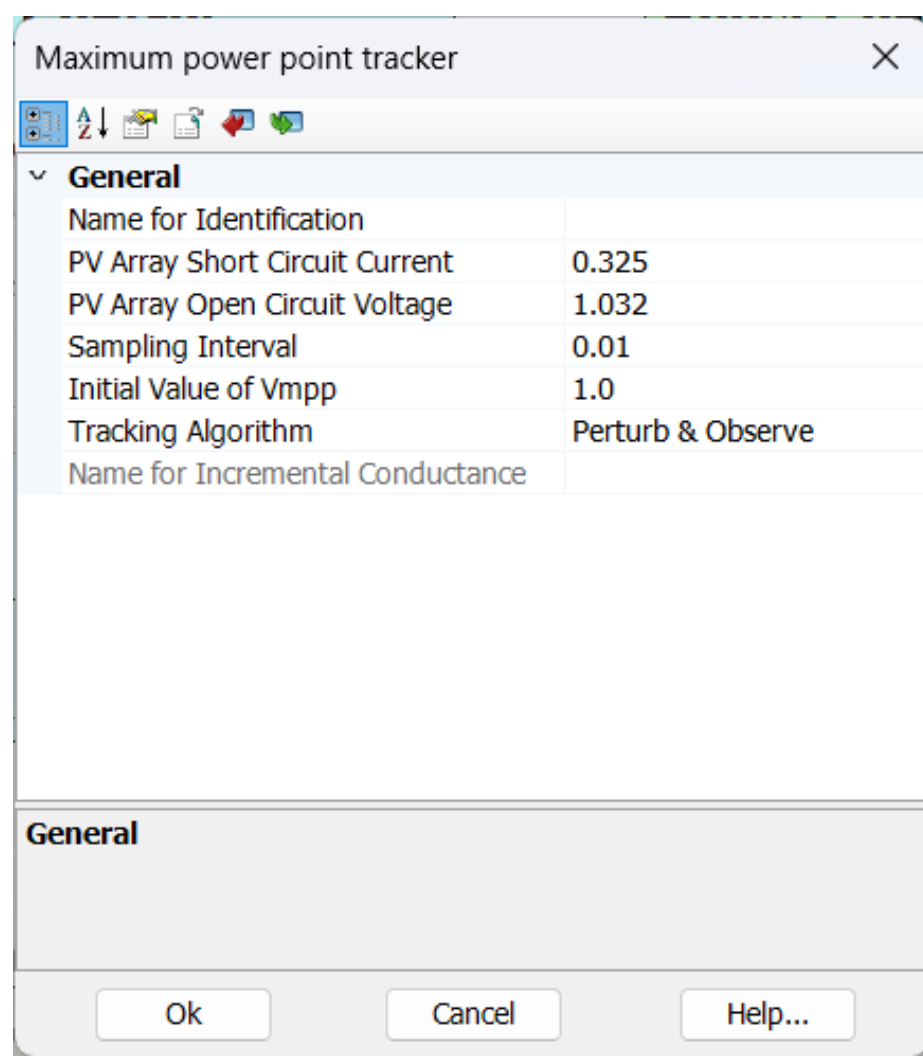 Maximum power point tracker
General
Name for Identification
PV Array Short Circuit Current 0.325
PV Array Open Circuit Voltage 1.032
Sampling Interval 0.01
Initial Value of Vmpp 1.0
Tracking Algorithm Perturb & Observe
Name for Incremental Conductance
General
Ok Cancel Help...